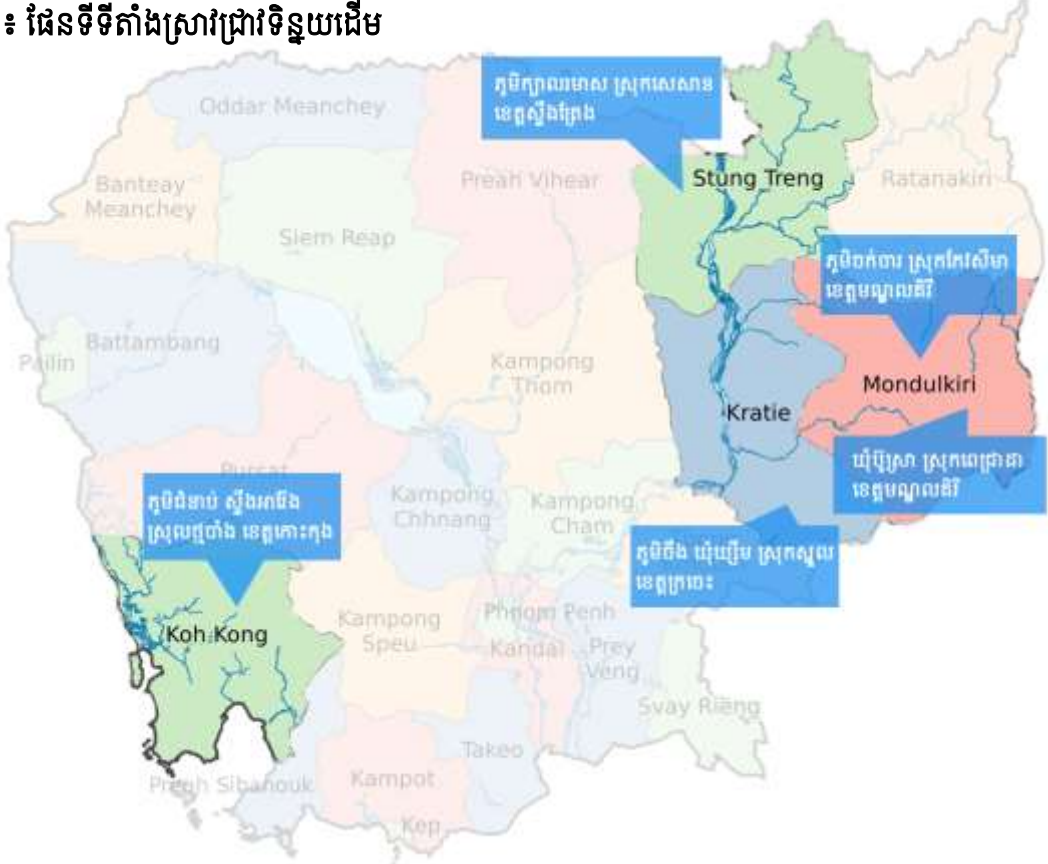 ៖ ផែនទីទីតាំងស្រាវជ្រាវទិន្នយដើម
ភូមិក្បាលរមាស ស្រុកសេសាន
ខេត្តស្ទឹងត្រែង
Oddar Meanchey
Stung Treng
Ratanakiri
Preah Vihear
Banteay
Meanchey
Siem Reap
ភូមិចក់ចារ ស្រុកកែវសីមា
ខេត្តមណ្ឌលគិរី
Battambang
Pailin
Kampong
Thom
Mondulkiri
Kratie
ឃុំប៊ូស្រា ស្រុកពេជ្រាដា
ខេត្តមណ្ឌលគិរី
Pursat
ភូមិជំនាប់ ស្ទឹងអារ៉ែង
ស្រុលថ្មបាំង ខេត្តកោះកុង
Kampong
Chhnang
Kampong
Cham
ភូមិចឹង ឃុំឃ្សឹម ស្រុកស្នួល
ខេត្តក្រចេះ
Koh Kong
Kampong
Speu
Phnom Penh
Kandal
Prey
Veng
Svay Rieng
Takeo
Preah Sihanouk
Kampot
Kep